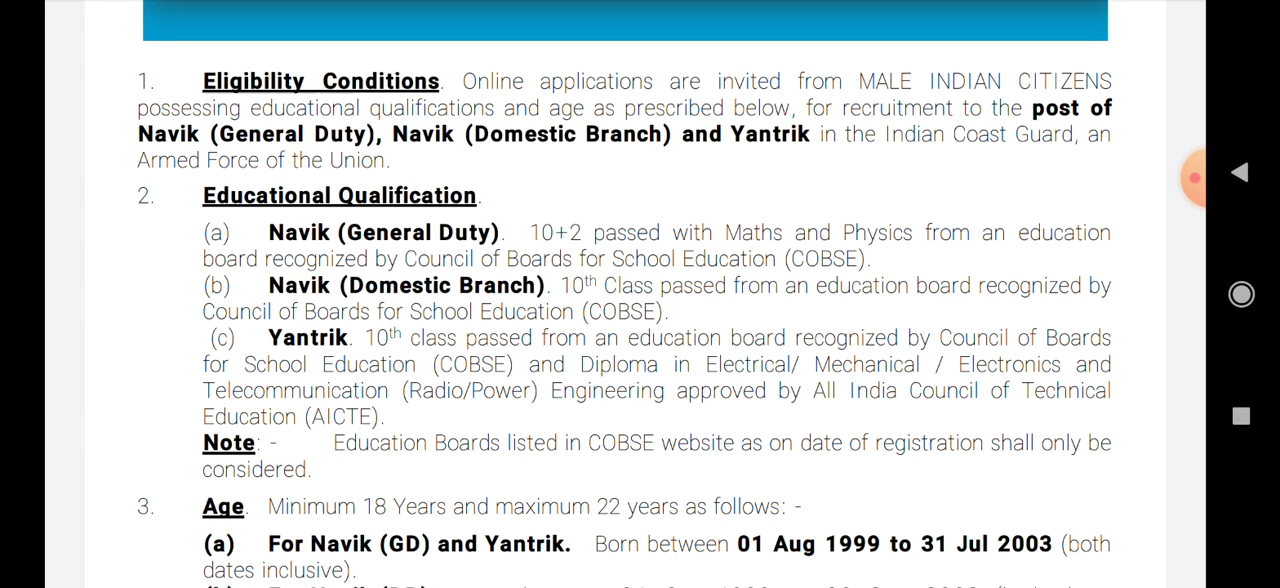 1. Eligibility Conditions. Online applications are invited from MALE INDIAN CITIZENS
possessing educational qualifications and age as prescribed below, for recruitment to the post of
Navik (General Duty), Navik (Domestic Branch) and Yantrik in the Indian Coast Guard, an
Armed Force of the Union.
2. Educational Qualification.
(a) Navik (General Duty). 10+2 passed with Maths and Physics from an education
board recognized by Council of Boards for School Education (COBSE).
(b) Navik (Domestic Branch). 10th Class passed from an education board recognized by
Council of Boards for School Education (COBSE).
(c) Yantrik. 10th class passed from an education board recognized by Council of Boards
for School Education (COBSE) and Diploma in Electrical/ Mechanical / Electronics and
Telecommunication (Radio/Power) Engineering approved by All India Council of Technical
Education (AICTE).
Note: - Education Boards listed in COBSE website as on date of registration shall only be
considered.
3. Age. Minimum 18 Years and maximum 22 years as follows: -
(a) For Navik (GD) and Yantrik. Born between 01 Aug 1999 to 31 Jul 2003 (both
dates inclusive).